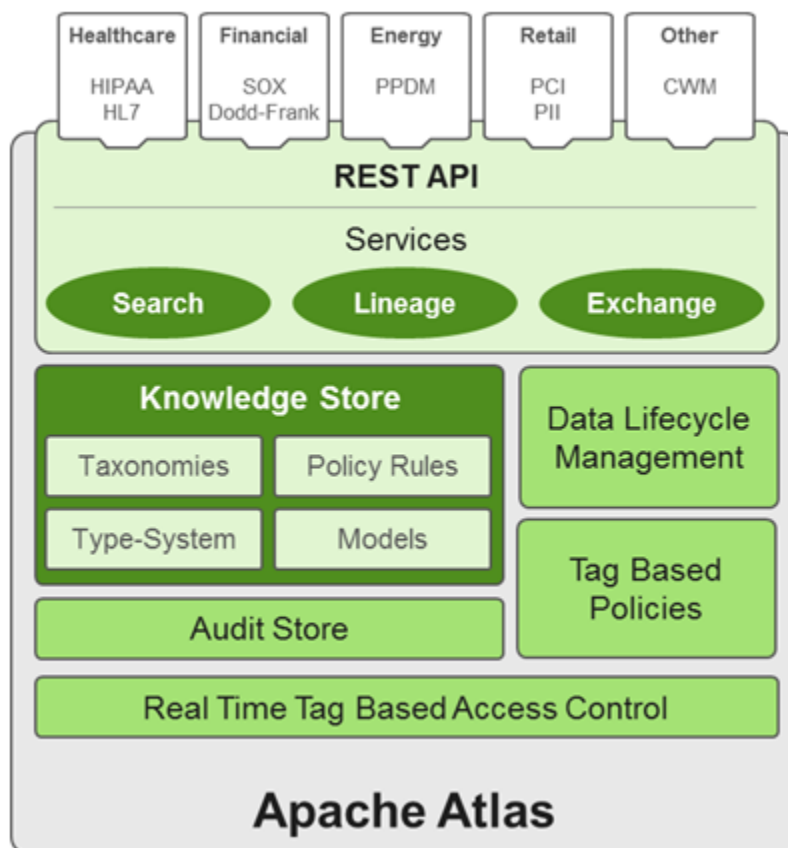 Healthcare
HIPAA
HL7
Financial
SOX
Dodd-Frank
Energy
PPDM
Retail
PCI
PII
Other
CWM
REST API
Services
Search
Lineage
Exchange
Knowledge Store
Taxonomies
Policy Rules
Type-System
Models
Data Lifecycle
Management
Tag Based
Policies
Audit Store
Real Time Tag Based Access Control
Apache Atlas